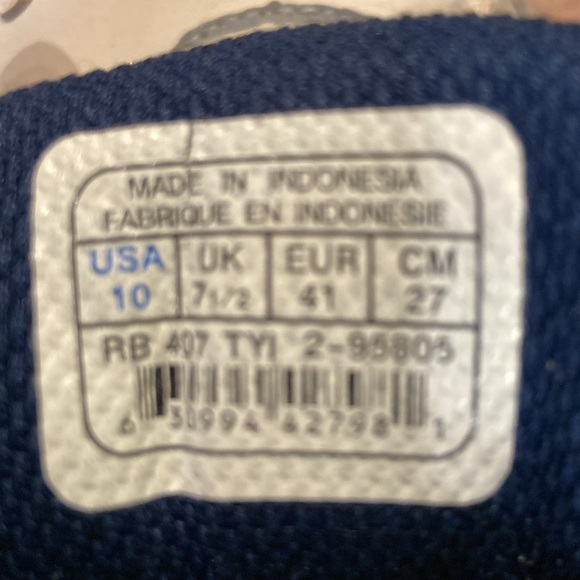 MADE IN INDONESIA
FABRIQUE EN INDONESIE
USA UK EUR CM
10 7 1/2 41 27
RB 407 TYI 2-95805
6 30994 42798 1